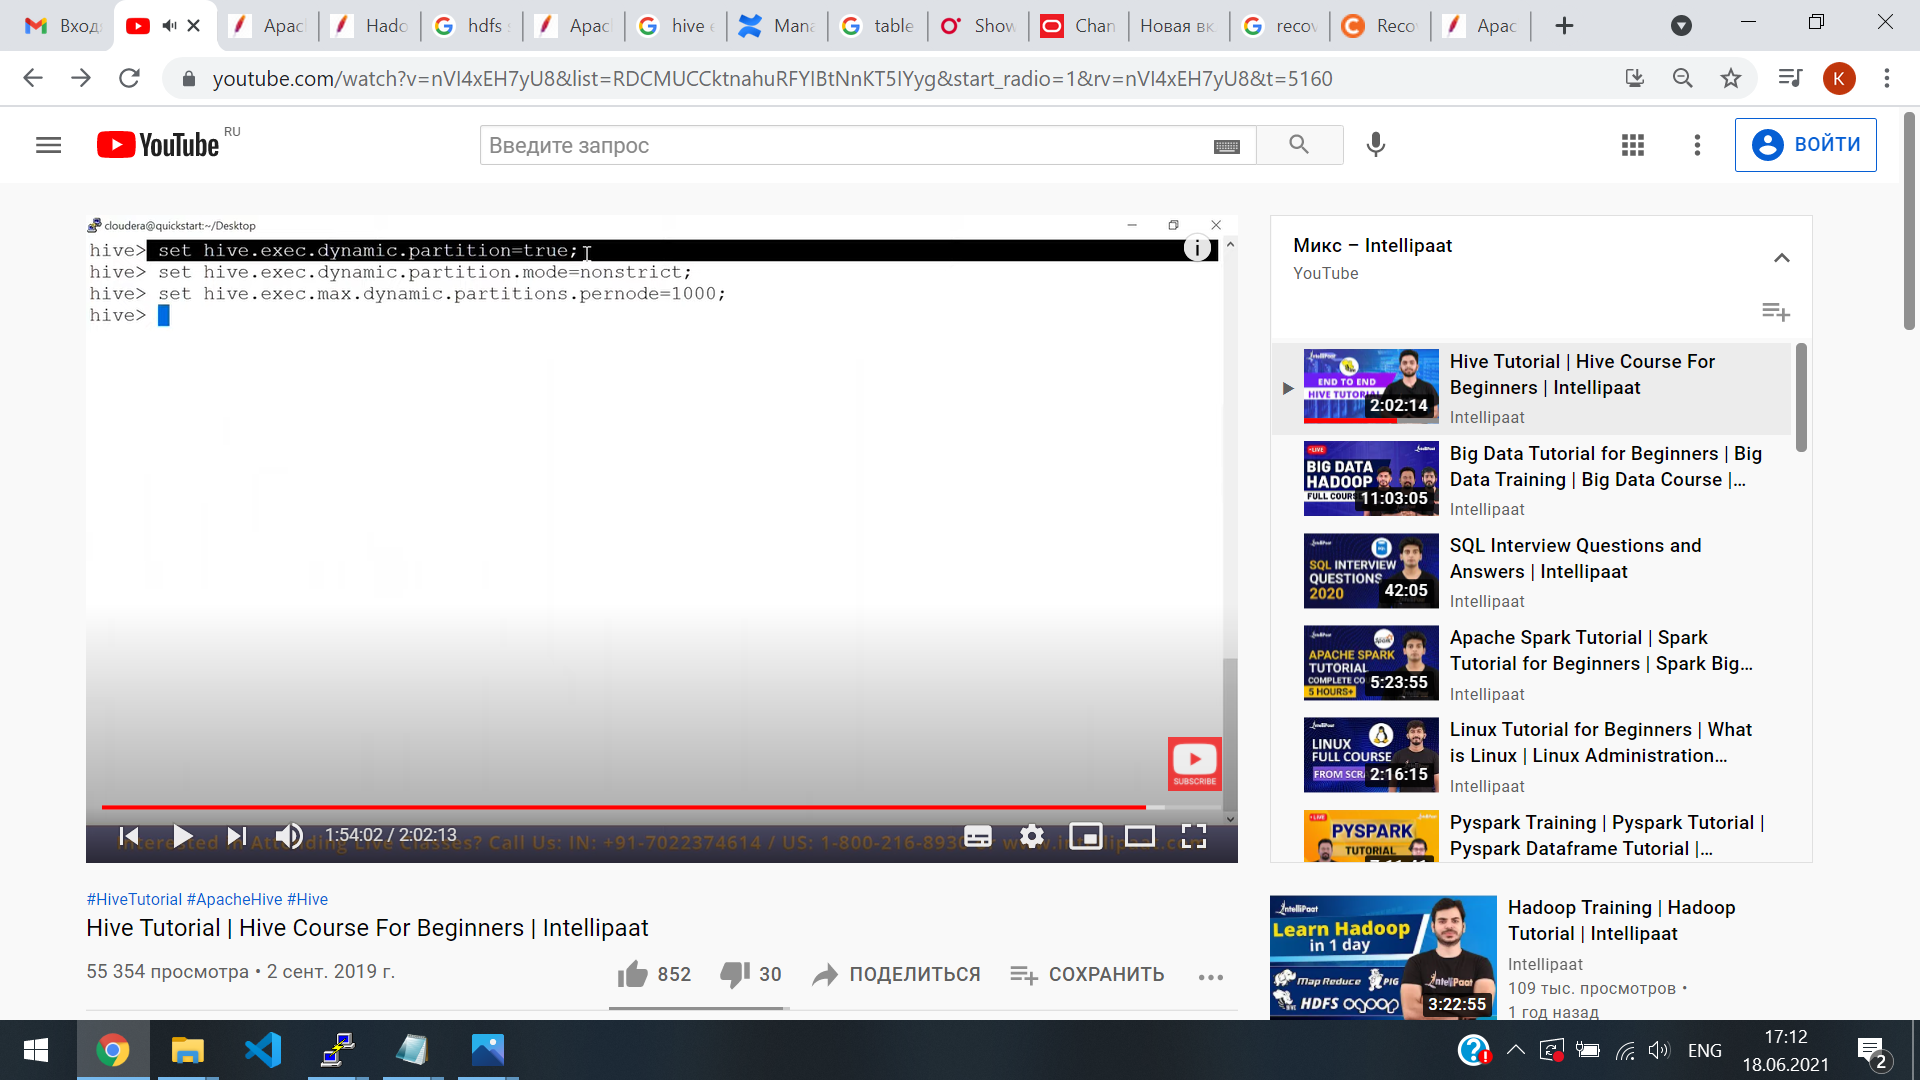 Вход
Apac
Hado
hdfs s
Apac
hive e
Mana
table
Show
Chan
Новая вк
recov
Reco
Apac
youtube.com/watch?v=nVI4xEH7yU8&list=RDCMUCCktnahuRFYIBtNnKT5IYyg&start_radio=1&rv=nVI4xEH7yU8&t=5160
K
YouTube
RU
Введите запрос
ВОЙТИ
cloudera@quickstart:~/Desktop
hive> set hive.exec.dynamic.partition=true;
hive> set hive.exec.dynamic.partition.mode=nonstrict;
hive> set hive.exec.max.dynamic.partitions.pernode=1000;
hive>
SUBSCRIBE
1:54:02 / 2:02:13
Interested in Attending Live Classes? Call Us: IN: +91-7022374614 / US: 1-800-216-8930
#HiveTutorial #ApacheHive #Hive
Hive Tutorial | Hive Course For Beginners | Intellipaat
55 354 просмотра • 2 сент. 2019 г.
852
30
ПОДЕЛИТЬСЯ
СОХРАНИТЬ
Микс – Intellipaat
YouTube
END TO END
HIVE TUTORIAL
2:02:14
Hive Tutorial | Hive Course For
Beginners | Intellipaat
Intellipaat
LIVE
BIG DATA
HADOOP
FULL COURS
11:03:05
Big Data Tutorial for Beginners | Big
Data Training | Big Data Course |...
Intellipaat
SQL INTERVIEW
QUESTIONS
2020
42:05
SQL Interview Questions and
Answers | Intellipaat
Intellipaat
APACHE SPARK
TUTORIAL
COMPLETE CO
5 HOURS+
5:23:55
Apache Spark Tutorial | Spark
Tutorial for Beginners | Spark Big...
Intellipaat
LINUX
FULL COURSE
FROM SCRA
2:16:15
Linux Tutorial for Beginners | What
is Linux | Linux Administration...
Intellipaat
LIVE
PYSPARK
TUTORIAL
Pyspark Training | Pyspark Tutorial |
Pyspark Dataframe Tutorial |...
IntelliPaat
Learn Hadoop
in 1 day
Map Reduce
PIG
HDFS
IntelliPaat
3:22:55
Hadoop Training | Hadoop
Tutorial | Intellipaat
Intellipaat
109 тыс. просмотров •
1 год назад
ENG
17:12
18.06.2021
2